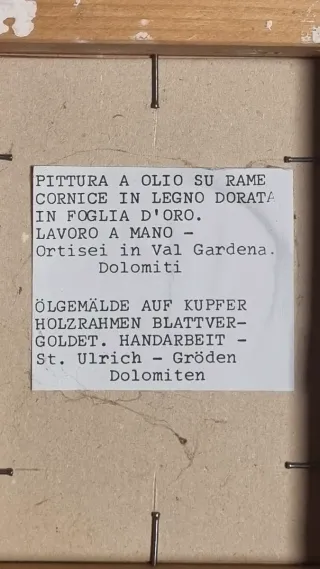 PITTURA A OLIO SU RAME
CORNICE IN LEGNO DORATA
IN FOGLIA D'ORO.
LAVORO A MANO -
Ortisei in Val Gardena.
Dolomiti
ÖLGEMÄLDE AUF KUPFER
HOLZRAHMEN BLATTVER-
GOLDET. HANDARBEIT -
St. Ulrich - Gröden
Dolomiten